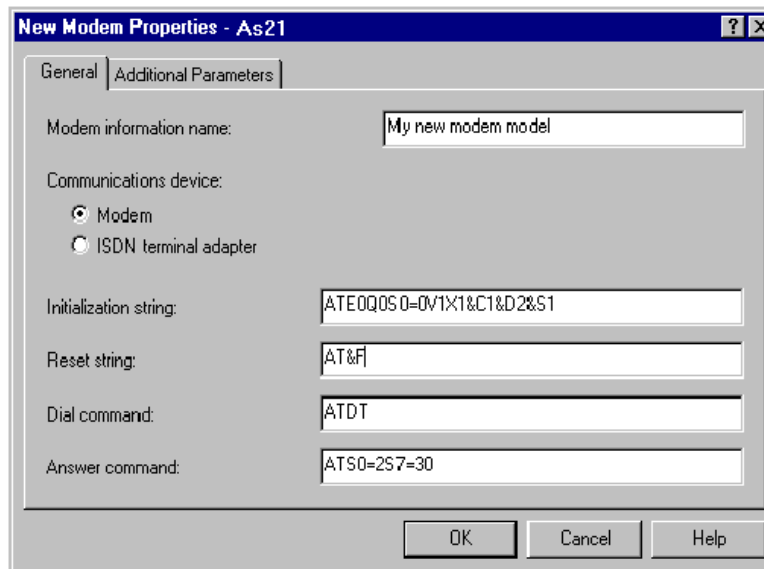 New Modem Properties - As21
? X
General Additional Parameters
Modem information name: My new modem model
Communications device:
Modem
ISDN terminal adapter
Initialization string: ATE0Q0S0=0V1X1&C1&D2&S1
Reset string: AT&F
Dial command: ATDT
Answer command: ATS0=2S7=30
OK Cancel Help